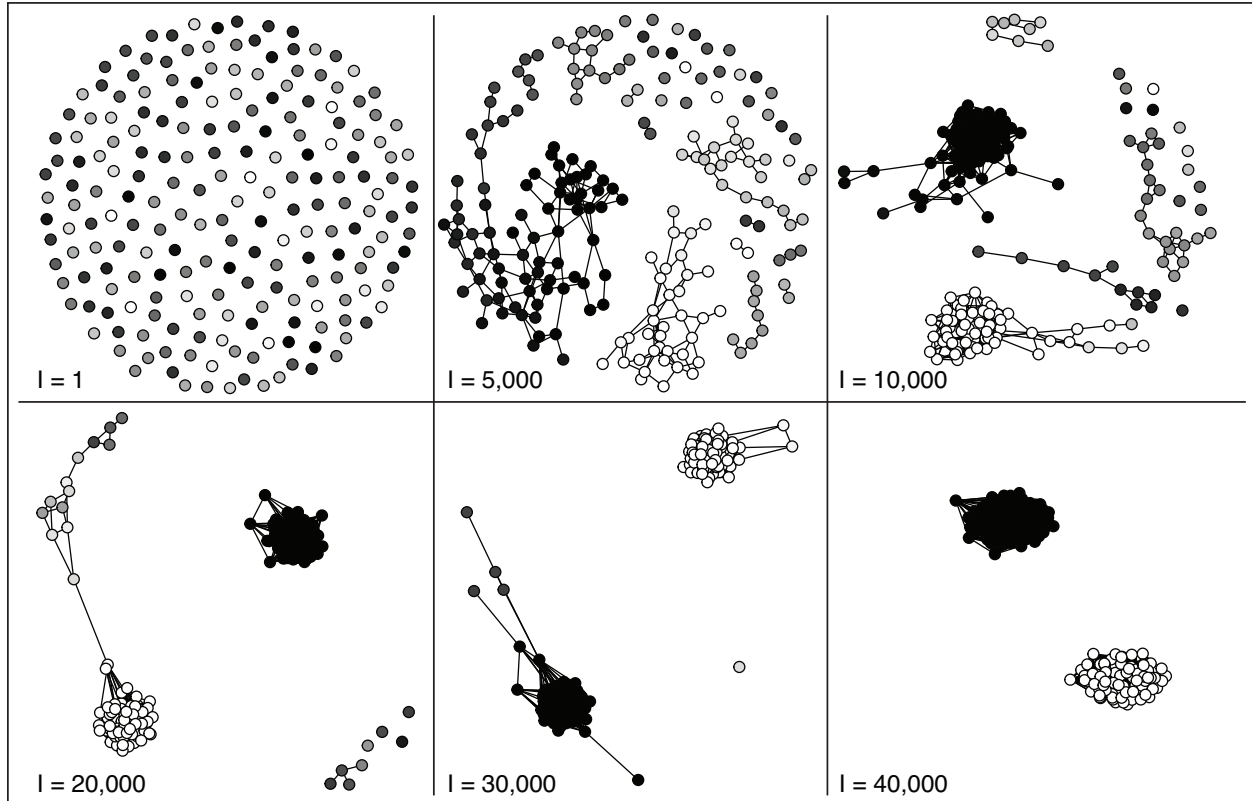 I = 1
I = 5,000
I = 10,000
I = 20,000
I = 30,000
I = 40,000